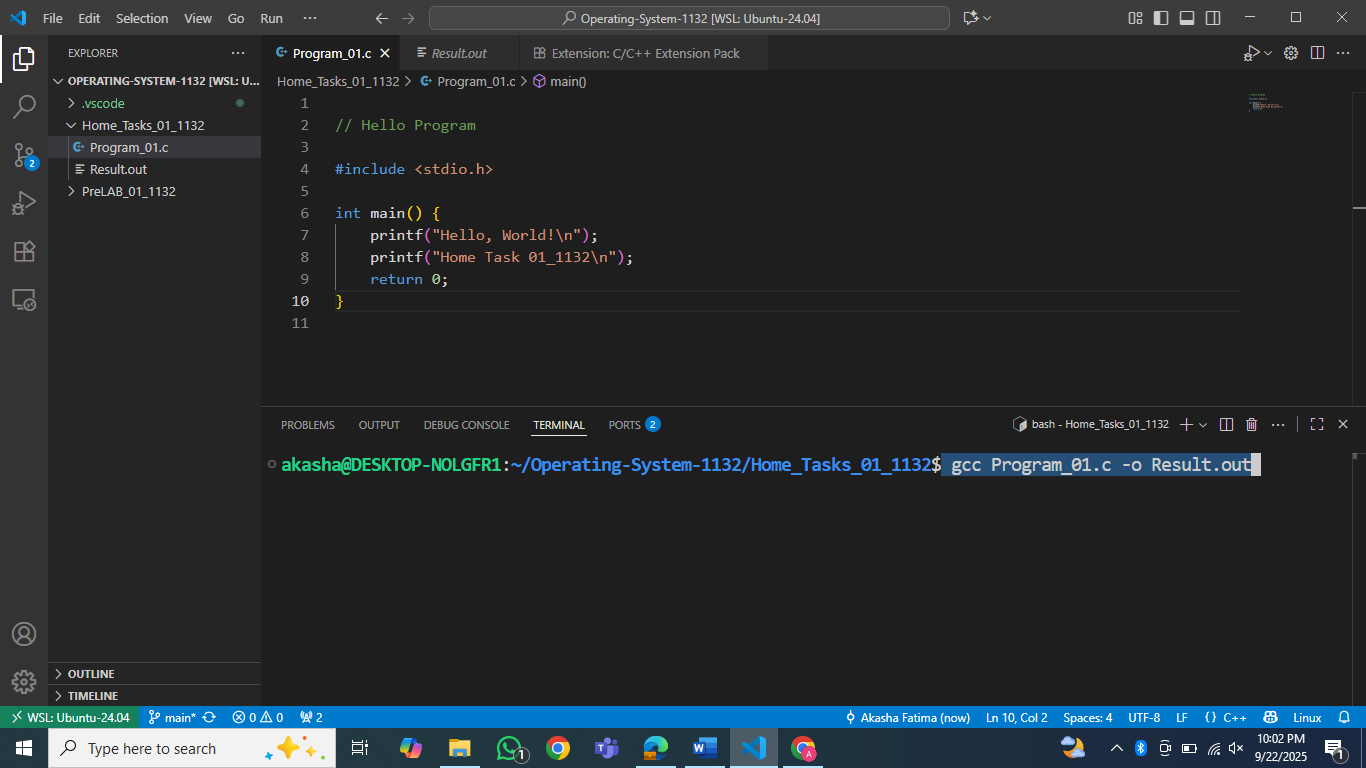 File Edit Selection View Go Run ···
Operating-System-1132 [WSL: Ubuntu-24.04]
EXPLORER
OPERATING-SYSTEM-1132 [WSL: U...
.vscode
Home_Tasks_01_1132
Program_01.c
Result.out
PreLAB_01_1132
OUTLINE
TIMELINE
2
Program_01.c
Result.out
Extension: C/C++ Extension Pack
Home_Tasks_01_1132 > Program_01.c > main()
1
2 // Hello Program
3
4 #include <stdio.h>
5
6 int main() {
7 printf("Hello, World!\n");
8 printf("Home Task 01_1132\n");
9 return 0;
10 }
11
PROBLEMS OUTPUT DEBUG CONSOLE TERMINAL PORTS 2
bash - Home_Tasks_01_1132
akasha@DESKTOP-NOLGFR1:~/Operating-System-1132/Home_Tasks_01_1132$ gcc Program_01.c -o Result.out
WSL: Ubuntu-24.04 main* 0 0 2 Akasha Fatima (now) Ln 10, Col 2 Spaces: 4 UTF-8 LF {} C++ Linux
Type here to search
1
A
10:02 PM
9/22/2025
1